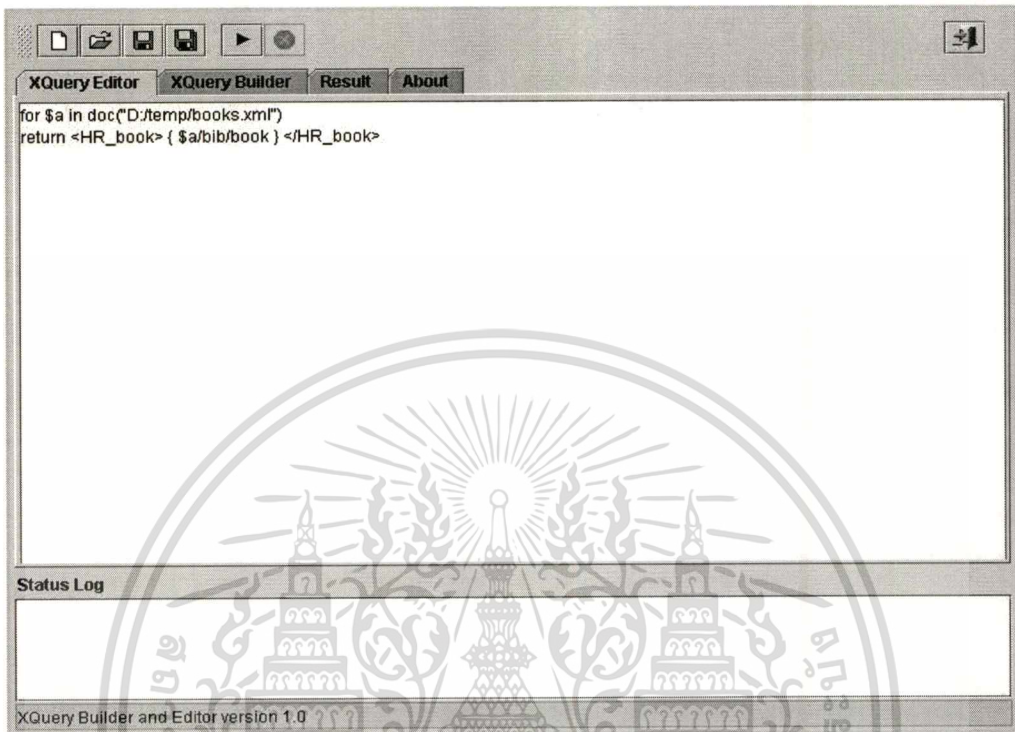 XQuery Editor XQuery Builder Result About
for $a in doc("D:/temp/books.xml")
return <HR_book> { $a/bib/book } </HR_book>
Status Log
XQuery Builder and Editor version 1.0